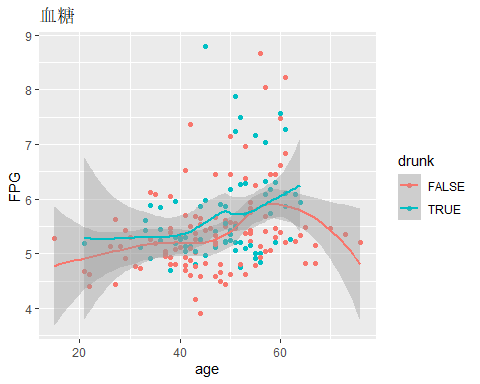 血糖
9
8
7
6
5
4
FPG
20
40
60
age
drunk
FALSE
TRUE